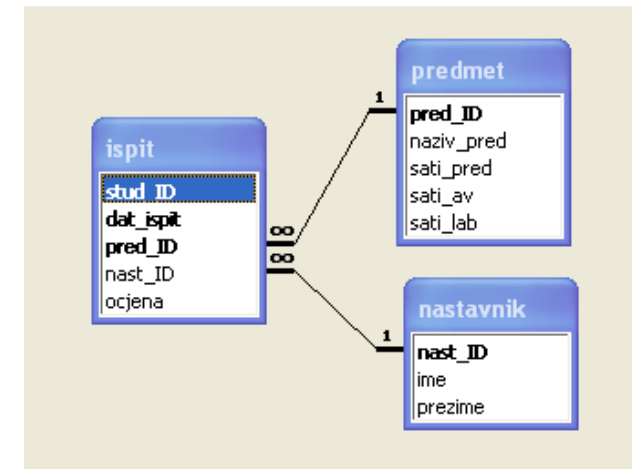 ispit
stud_ID
dat_ispit
pred_ID
nast_ID
ocjena
∞
∞
1
predmet
pred_ID
naziv_pred
sati_pred
sati_av
sati_lab
1
nastavnik
nast_ID
ime
prezime